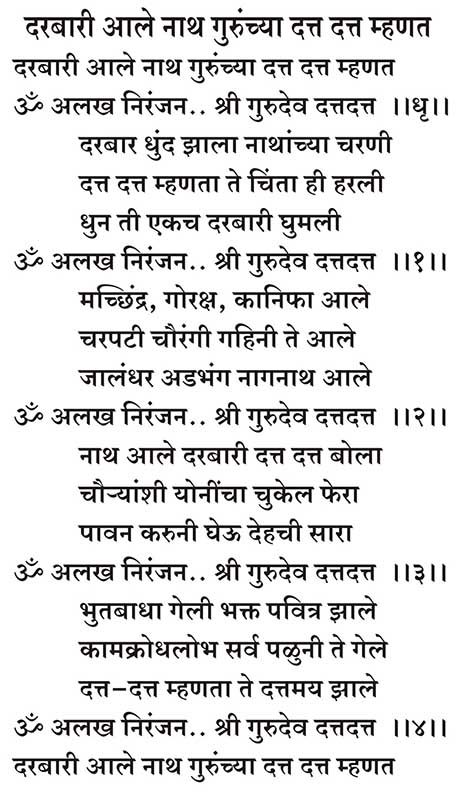 दरबारी आले नाथ गुरुंच्या दत्त दत्त म्हणत
दरबारी आले नाथ गुरुंच्या दत्त दत्त म्हणत
ॐ अलख निरंजन.. श्री गुरुदेव दत्तदत्त ।।धृ।।
दरबार धुंद झाला नाथांच्या चरणी
दत्त दत्त म्हणता ते चिंता ही हरली
धुन ती एकच दरबारी घुमली
ॐ अलख निरंजन.. श्री गुरुदेव दत्तदत्त ।।१।।
मच्छिंद्र, गोरक्ष, कानिफा आले
चरपटी चौरंगी गहिनी ते आले
जालंधर अडभंग नागनाथ आले
ॐ अलख निरंजन.. श्री गुरुदेव दत्तदत्त ।।२।।
नाथ आले दरबारी दत्त दत्त बोला
चौऱ्यांशी योनींचा चुकेल फेरा
पावन करुनी घेऊ देहची सारा
ॐ अलख निरंजन.. श्री गुरुदेव दत्तदत्त ।।३।।
भुतबाधा गेली भक्त पवित्र झाले
कामक्रोधलोभ सर्व पळुनी ते गेले
दत्त–दत्त म्हणता ते दत्तमय झाले
ॐ अलख निरंजन.. श्री गुरुदेव दत्तदत्त ।।४।।
दरबारी आले नाथ गुरुंच्या दत्त दत्त म्हणत